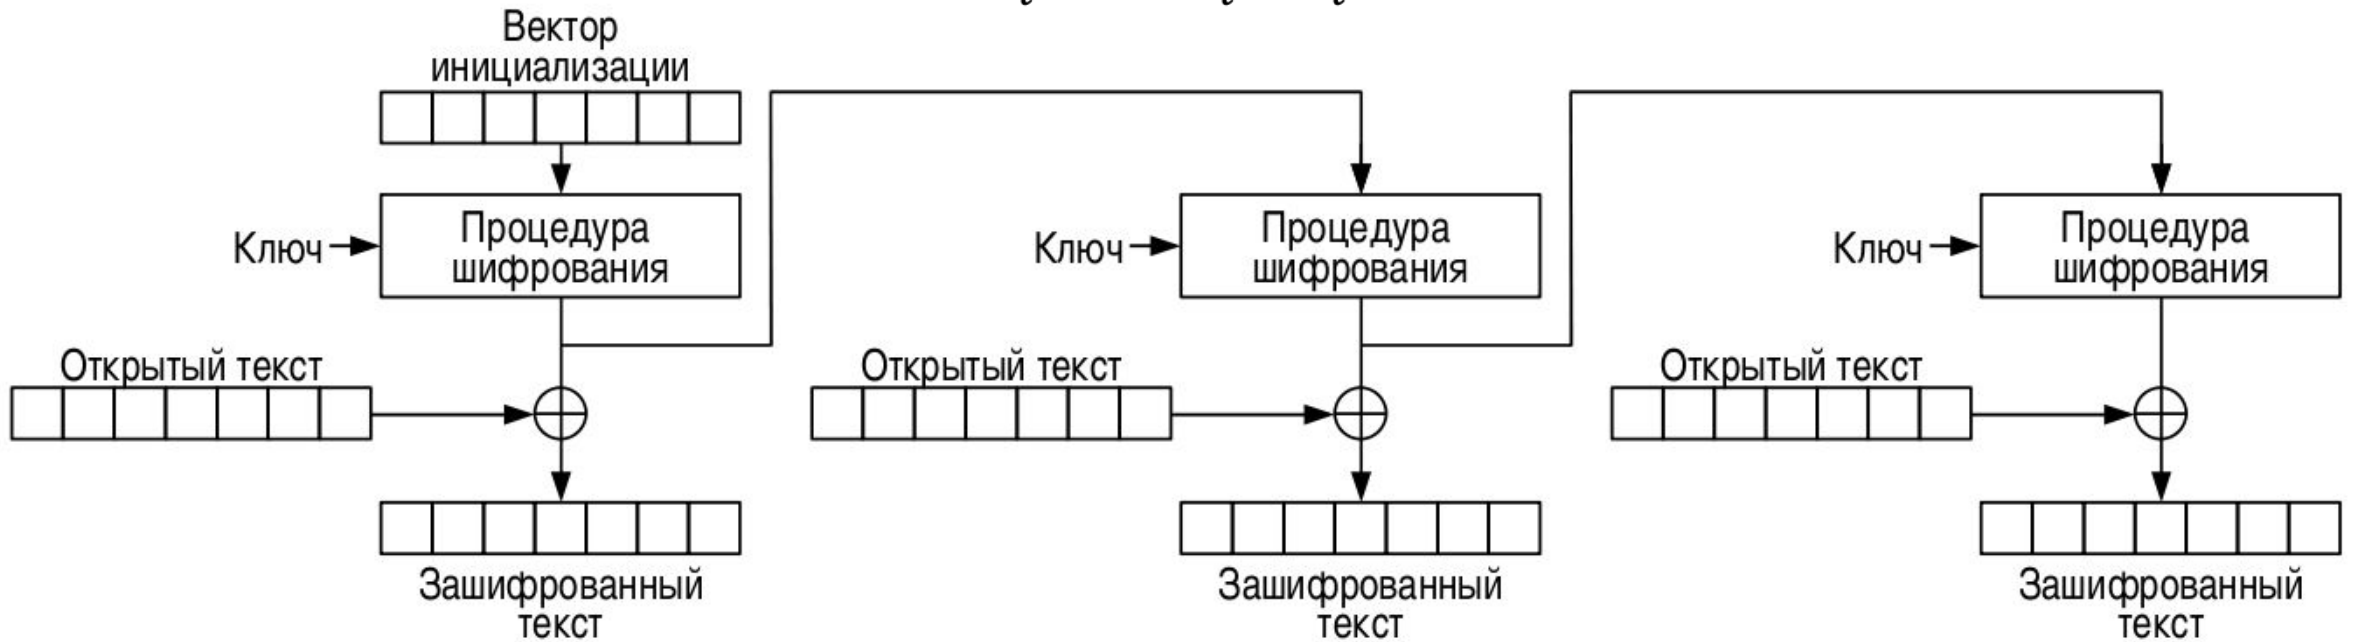 Вектор
инициализации
Ключ
Процедура
шифрования
Ключ
Процедура
шифрования
Ключ
Процедура
шифрования
Открытый текст
Открытый текст
Открытый текст
Зашифрованный
текст
Зашифрованный
текст
Зашифрованный
текст